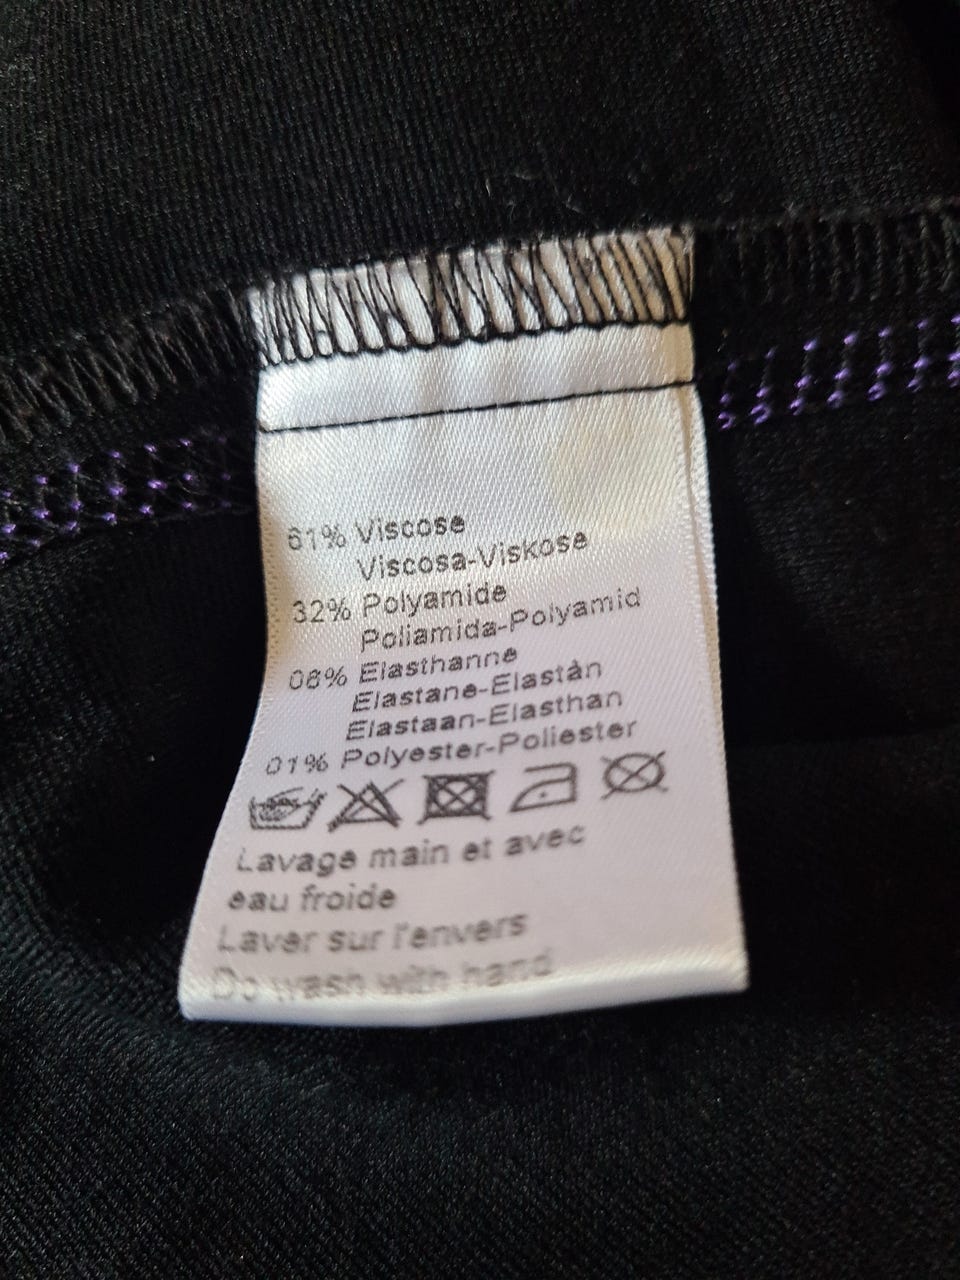 61% Viscose
Viscosa-Viskose
32% Polyamide
Poliamida-Polyamid
06% Elasthanne
Elastane-Elastàn
Elastaan-Elasthan
01% Polyester-Poliester
Lavage main et avec
eau froide
Laver sur l'envers
Do wash with hand